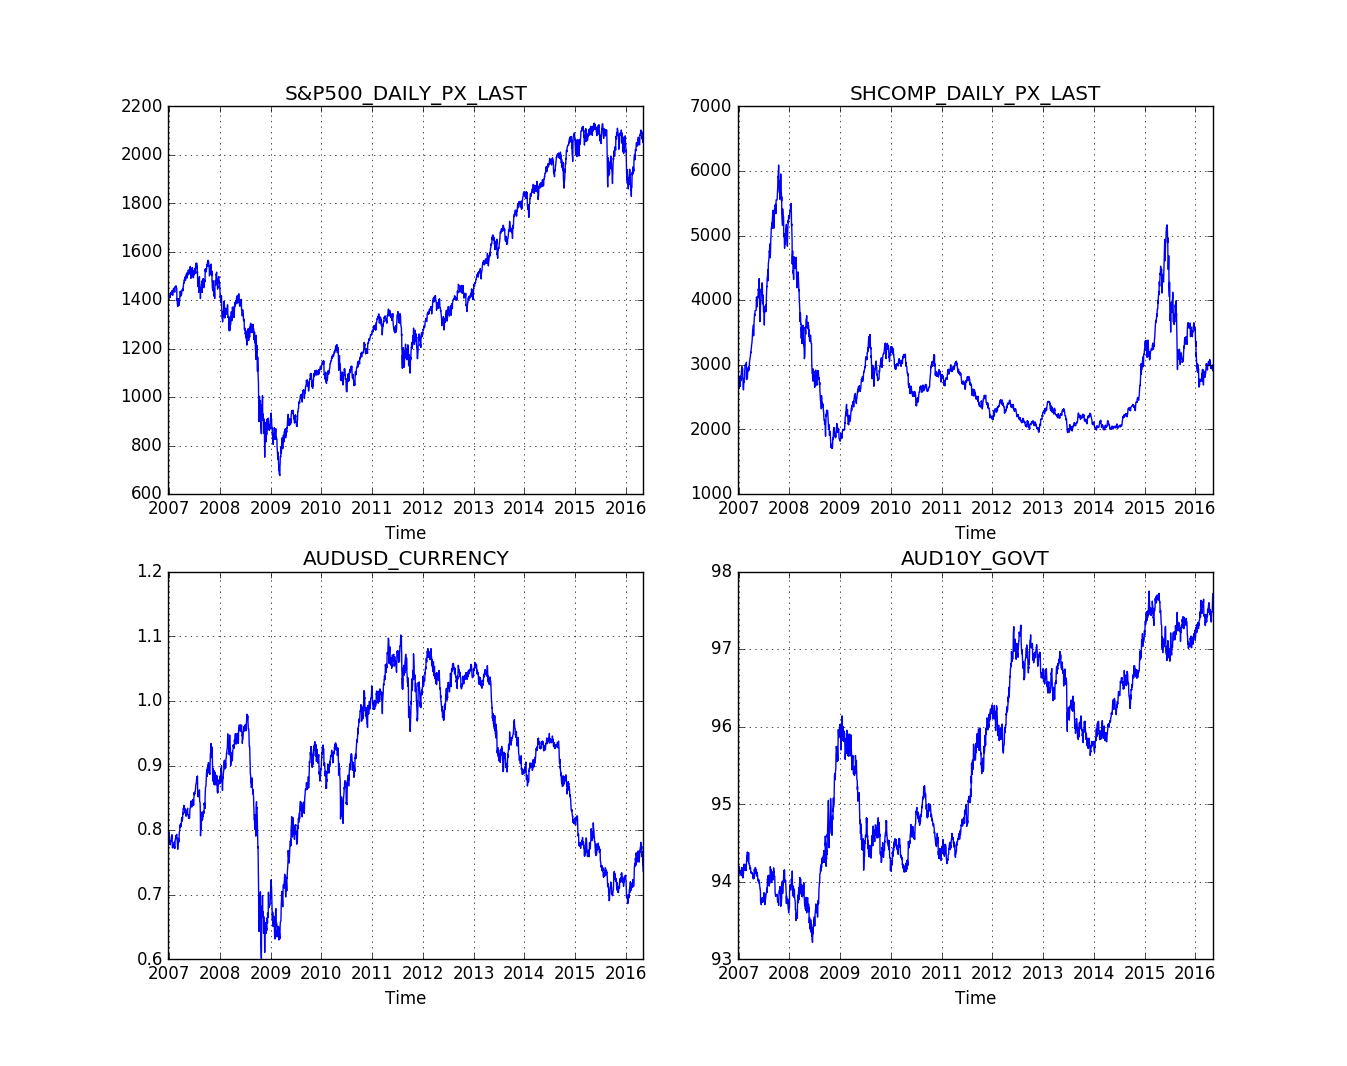 S&P500_DAILY_PX_LAST
2200
2000
1800
1600
1400
1200
1000
800
600
2007 2008 2009 2010 2011 2012 2013 2014 2015 2016
Time
SHCOMP_DAILY_PX_LAST
7000
6000
5000
4000
3000
2000
1000
2007 2008 2009 2010 2011 2012 2013 2014 2015 2016
Time
AUDUSD_CURRENCY
1.2
1.1
1.0
0.9
0.8
0.7
0.6
2007 2008 2009 2010 2011 2012 2013 2014 2015 2016
Time
AUD10Y_GOVT
98
97
96
95
94
93
2007 2008 2009 2010 2011 2012 2013 2014 2015 2016
Time